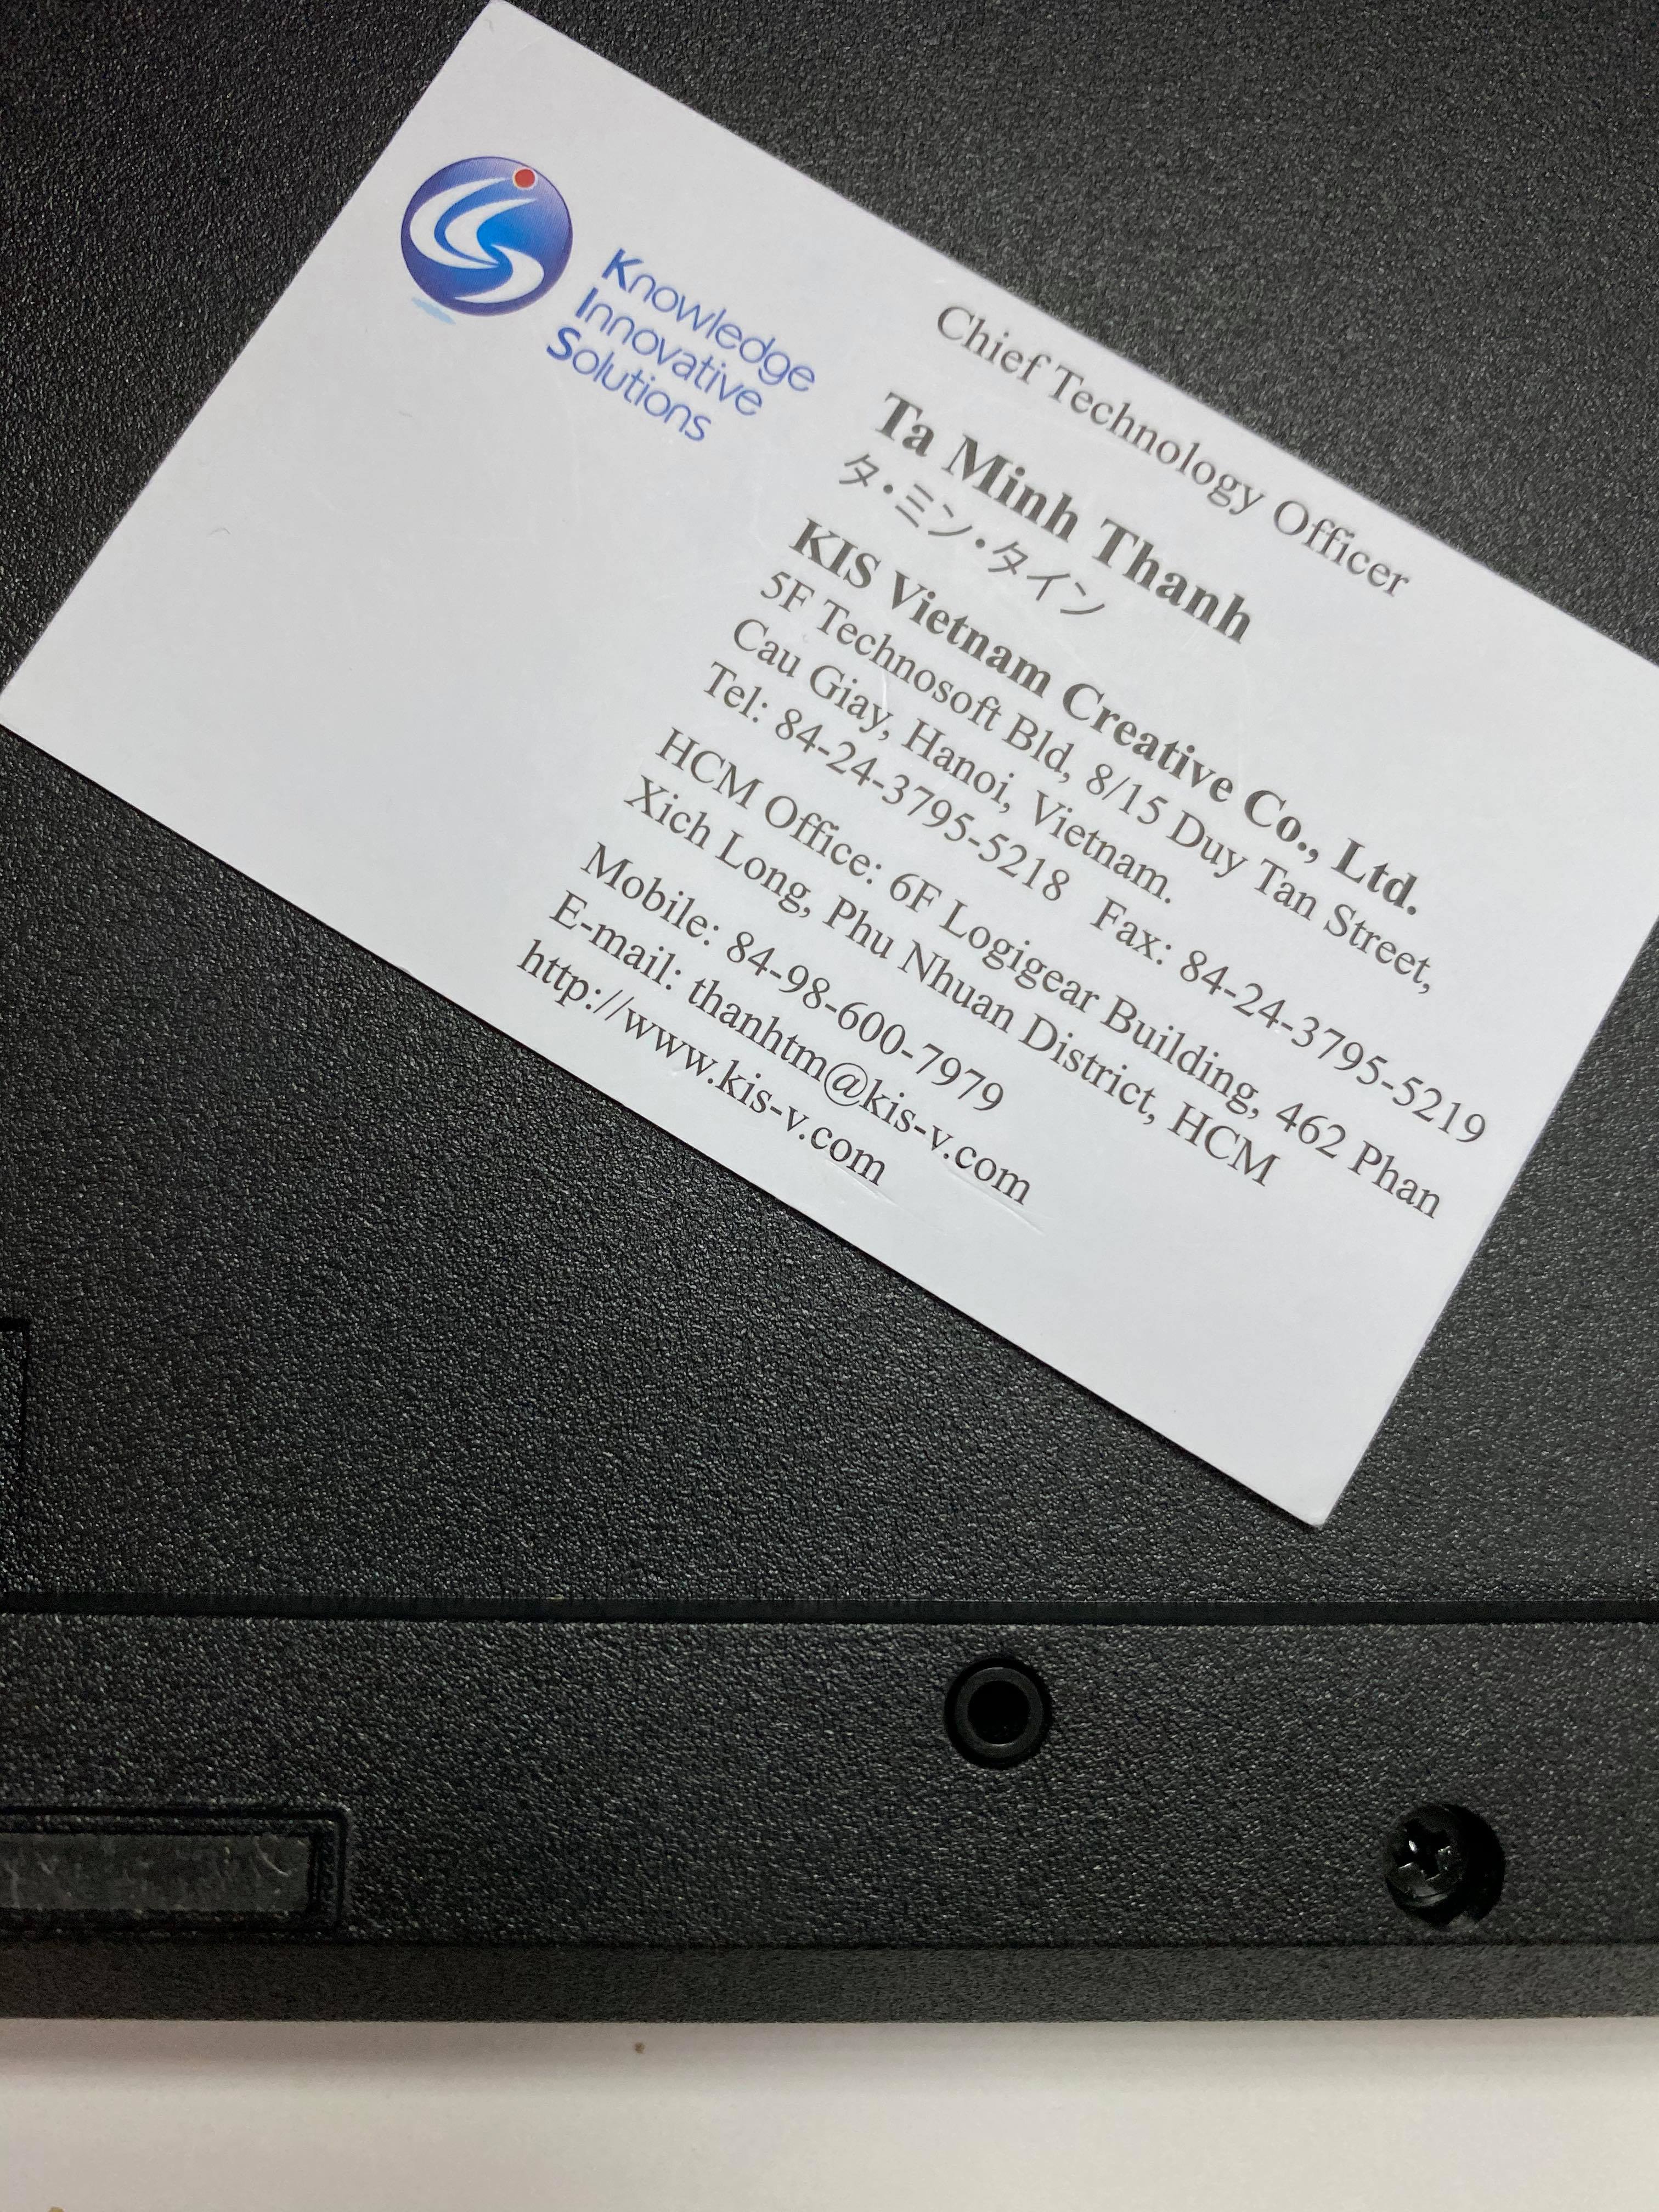 Knowledge
Innovative
Solutions
Chief Technology Officer
Ta Minh Thanh
タ・ミン・タイン
KIS Vietnam Creative Co., Ltd.
5F Technosoft Bld, 8/15 Duy Tan Street,
Cau Giay, Hanoi, Vietnam.
Tel: 84-24-3795-5218 Fax: 84-24-3795-5219
HCM Office: 6F Logigear Building, 462 Phan
Xich Long, Phu Nhuan District, HCM
Mobile: 84-98-600-7979
E-mail: thanhtm@kis-v.com
http://www.kis-v.com